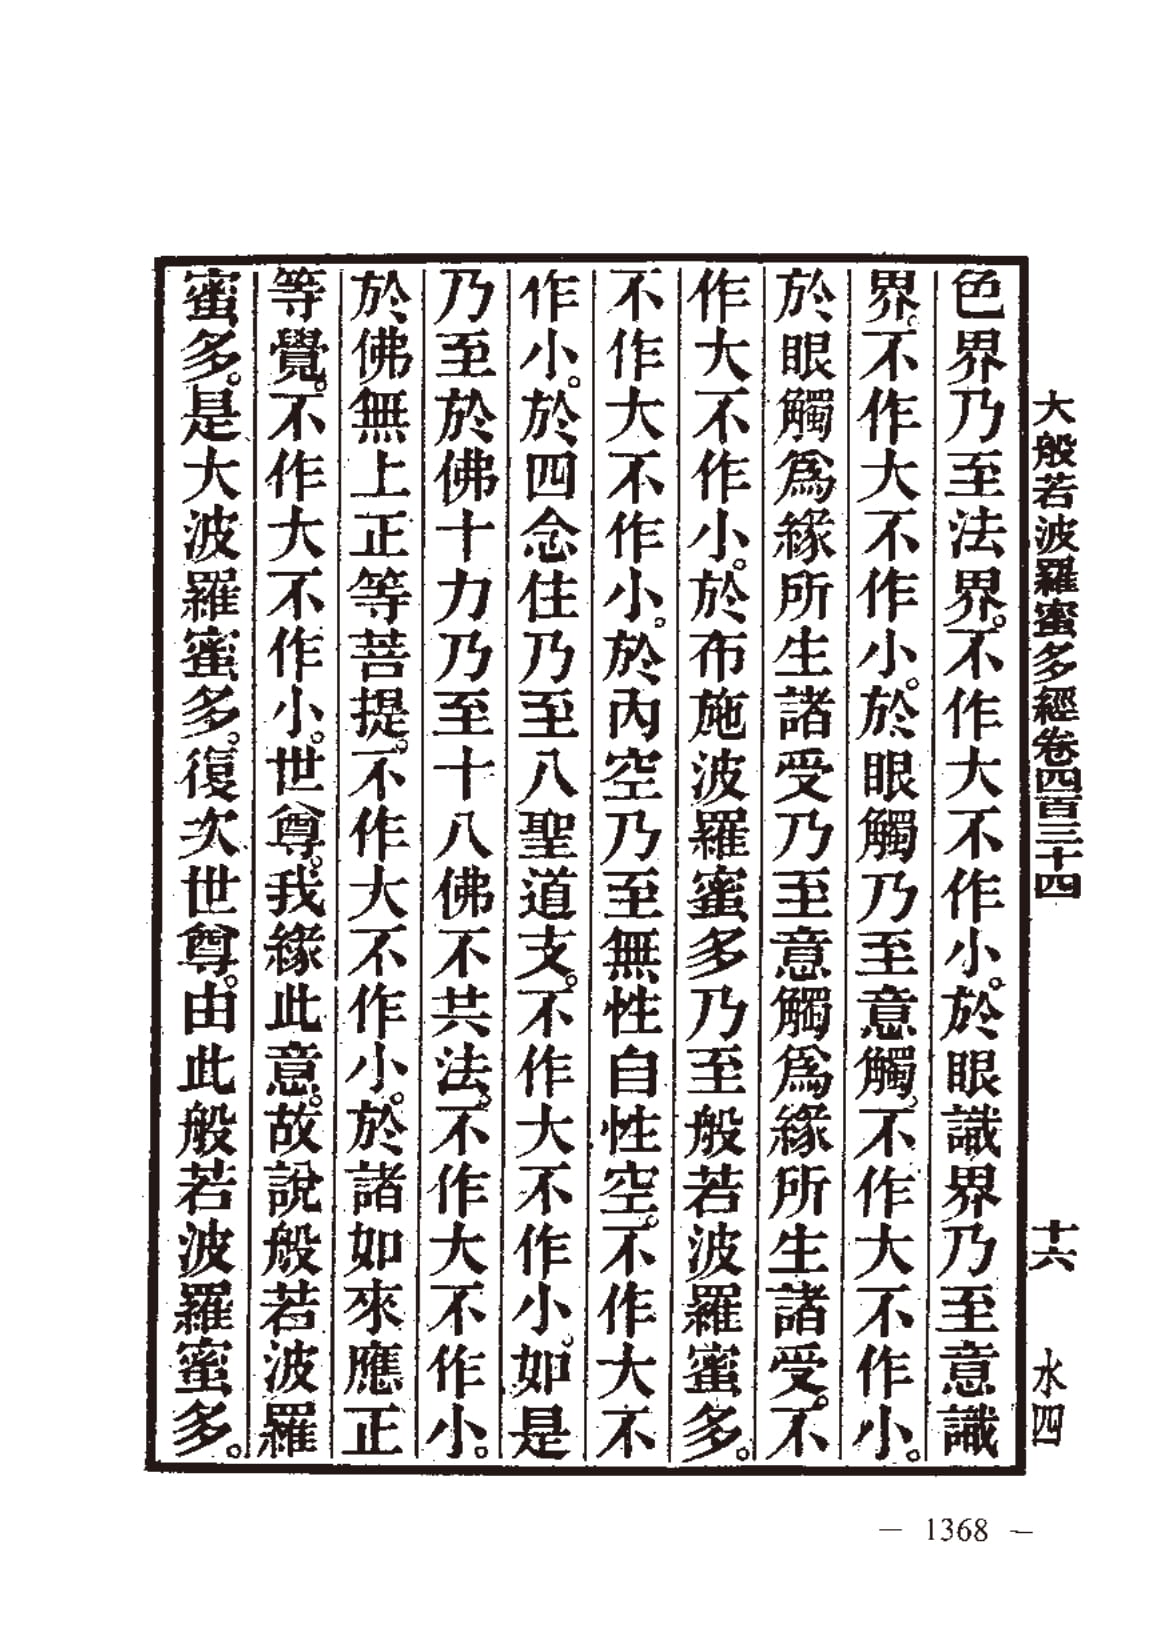 大般若波羅蜜多經卷四百三十四 十六 水四
色界乃至法界。不作大不作小。於眼識界乃至意識
界。不作大不作小。於眼觸乃至意觸。不作大不作小。
於眼觸爲緣所生諸受乃至意觸爲緣所生諸受。不
作大不作小。於布施波羅蜜多乃至般若波羅蜜多。
不作大不作小。於內空乃至無性自性空。不作大不
作小。於四念住乃至八聖道支。不作大不作小。如是
乃至於佛十力乃至十八佛不共法。不作大不作小。
於佛無上正等菩提。不作大不作小。於諸如來應正
等覺。不作大不作小。世尊。我緣此意。故說般若波羅
蜜多。是大波羅蜜多。復次世尊。由此般若波羅蜜多。
— 1368 —